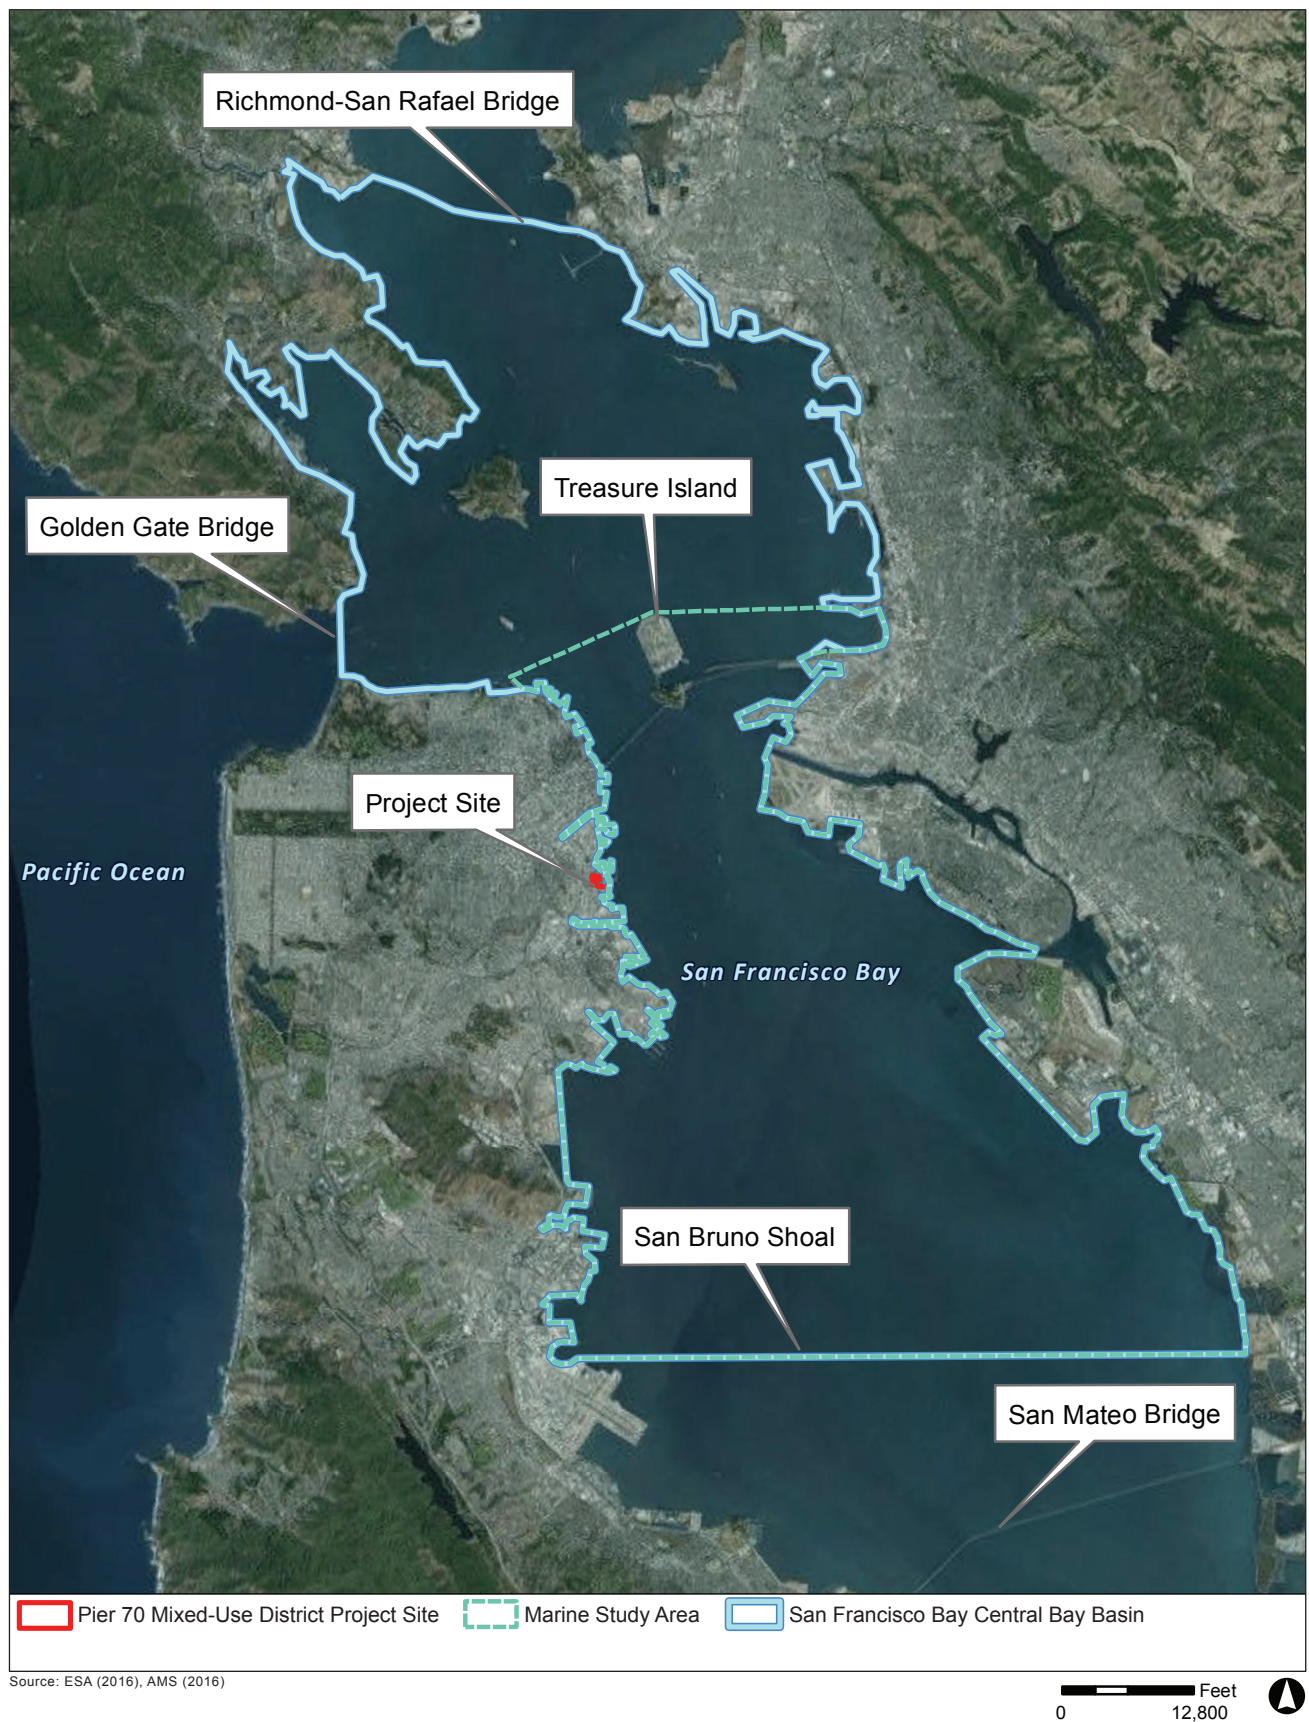 Richmond-San Rafael Bridge
Treasure Island
Golden Gate Bridge
Project Site
Pacific Ocean
San Francisco Bay
San Bruno Shoal
San Mateo Bridge
Pier 70 Mixed-Use District Project Site Marine Study Area San Francisco Bay Central Bay Basin
Source: ESA (2016), AMS (2016)
Feet
0 12,800